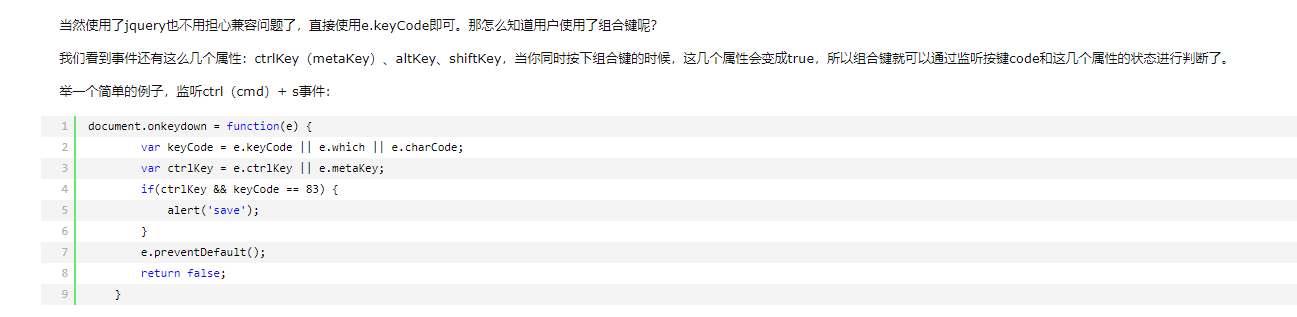 当然使用了jquery也不用担心兼容问题了，直接使用e.keyCode即可。那怎么知道用户使用了组合键呢？
我们看到事件还有这么几个属性：ctrlKey（metaKey）、altKey、shiftKey，当你同时按下组合键的时候，这几个属性会变成true，所以组合键就可以通过监听按键code和这几个属性的状态进行判断了。
举一个简单的例子，监听ctrl（cmd）+ s事件：
1 document.onkeydown = function(e) {
2 var keyCode = e.keyCode || e.which || e.charCode;
3 var ctrlKey = e.ctrlKey || e.metaKey;
4 if(ctrlKey && keyCode == 83) {
5 alert('save');
6 }
7 e.preventDefault();
8 return false;
9 }